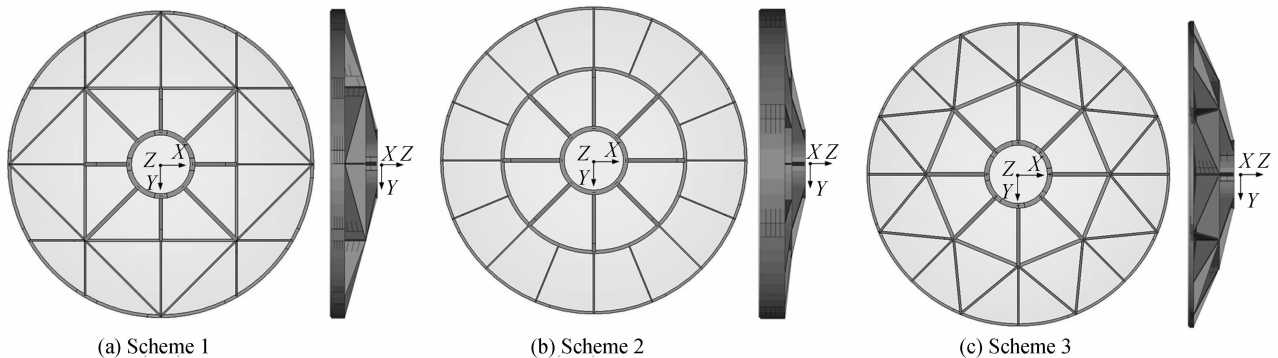 Z X
Y
X Z
Y
Z X
Y
X Z
Y
Z X
Y
X Z
Y
(a) Scheme 1
(b) Scheme 2
(c) Scheme 3